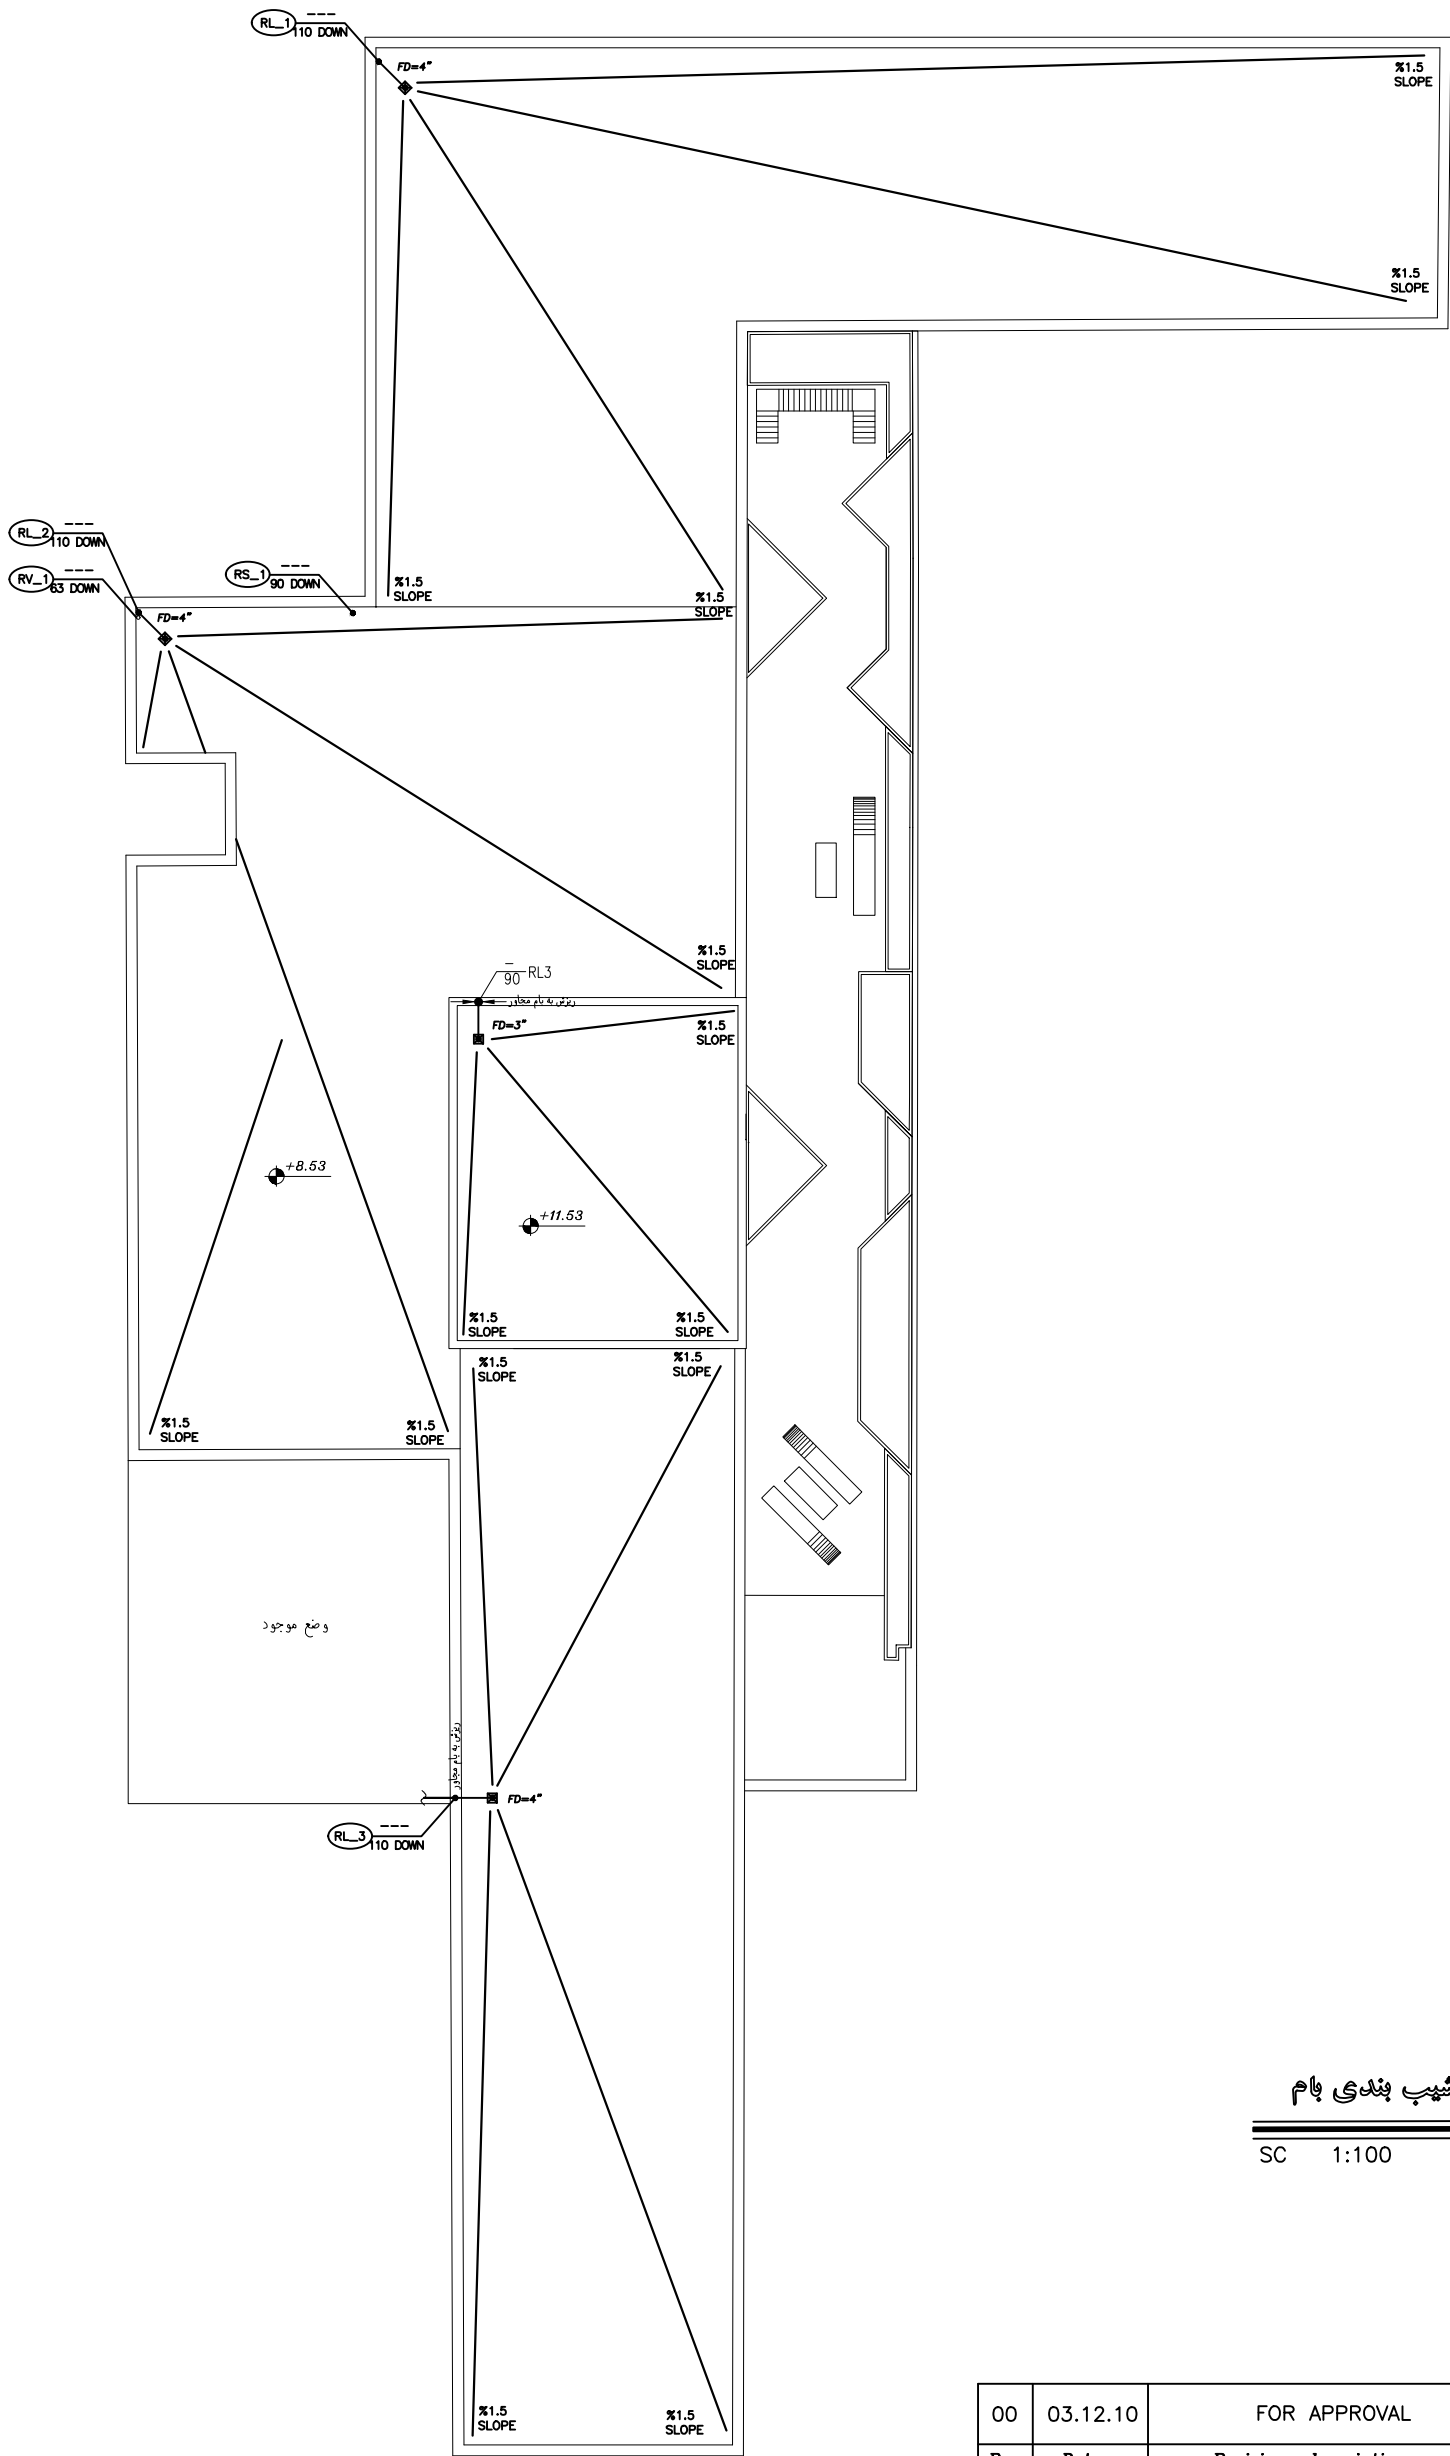 RL_1
---
110 DOWN
FD=4"
%1.5
SLOPE
%1.5
SLOPE
RL_2
---
110 DOWN
RV_1
---
63 DOWN
RS_1
---
90 DOWN
%1.5
SLOPE
%1.5
SLOPE
FD=4"
%1.5
SLOPE
-
90
RL3
ریزش به بام مجاور
FD=3"
%1.5
SLOPE
+8.53
+11.53
%1.5
SLOPE
%1.5
SLOPE
%1.5
SLOPE
%1.5
SLOPE
%1.5
SLOPE
%1.5
SLOPE
وضع موجود
ریزش به بام مجاور
FD=4"
RL_3
---
110 DOWN
شیب بندی بام
SC 1:100
%1.5
SLOPE
%1.5
SLOPE
00 03.12.10 FOR APPROVAL